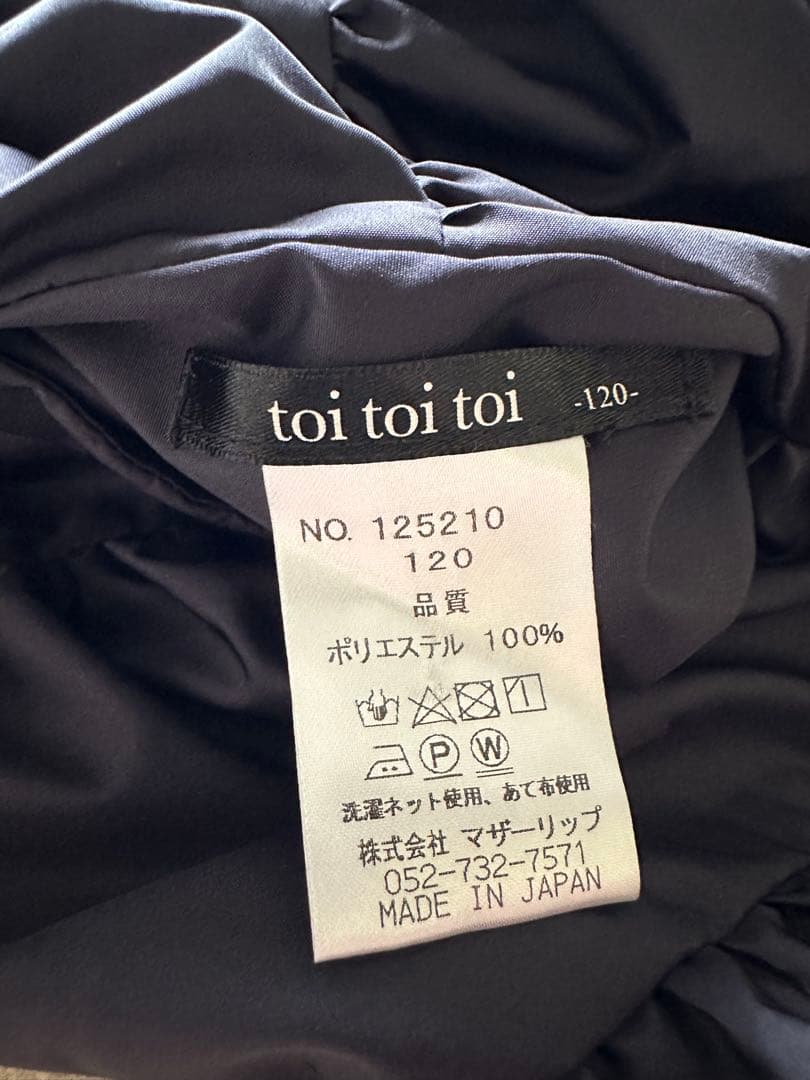 toi toi toi -120-
NO. 125210
120
品質
ポリエステル 100%
P W
洗濯ネット使用、あて布使用
株式会社 マザーリップ
052-732-7571
MADE IN JAPAN